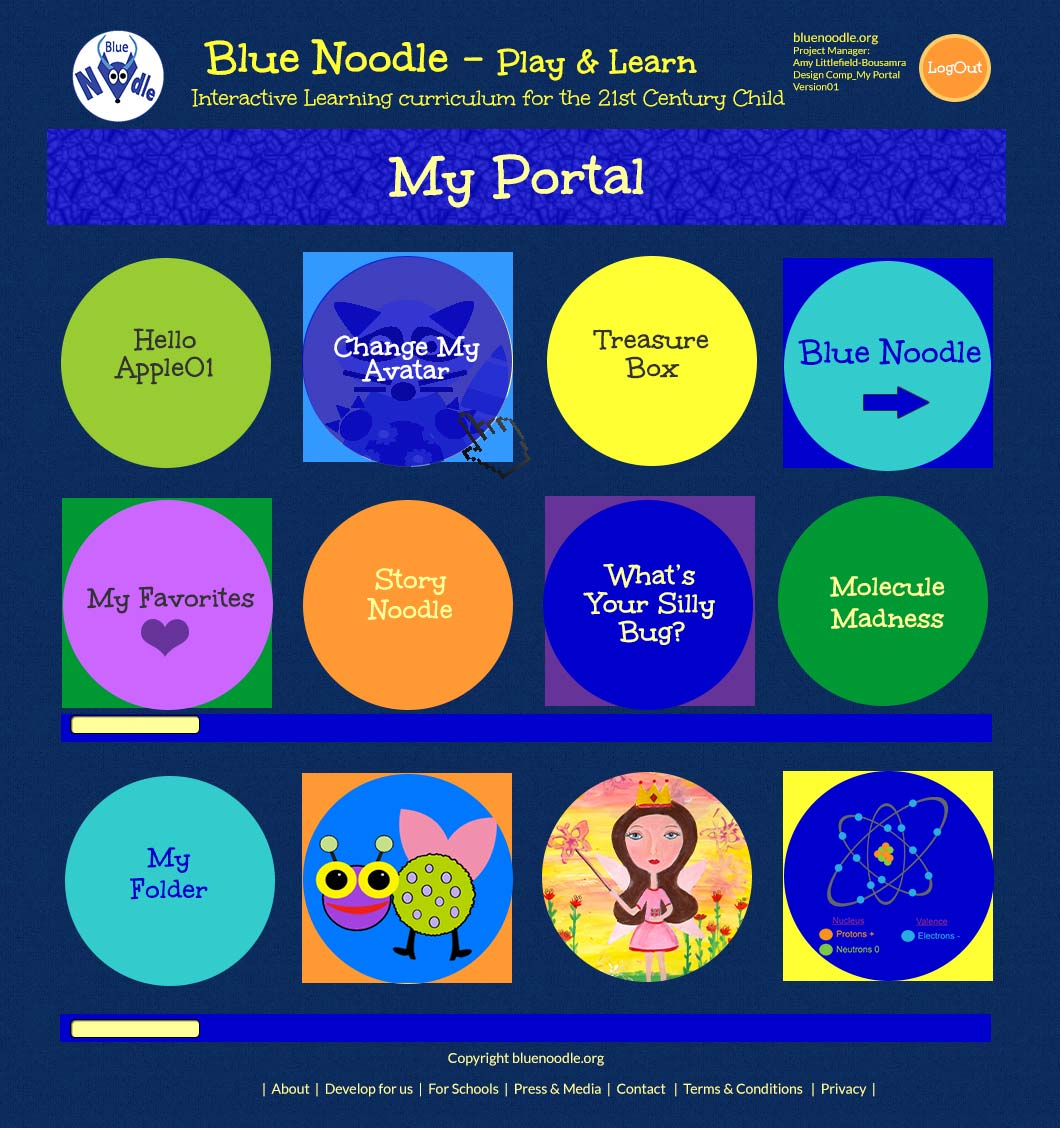 Blue
Noodle
Blue Noodle - Play & Learn
Interactive Learning curriculum for the 21st Century Child
bluenoodle.org
Project Manager:
Amy Littlefield-Bousamra
Design Comp_My Portal
Version01
LogOut
My Portal
Hello
Apple01
Change My
Avatar
Treasure
Box
Blue Noodle
My Favorites
Story
Noodle
What's
Your Silly
Bug?
Molecule
Madness
My
Folder
Nucleus
Valence
Protons +
Electrons -
Neutrons 0
Copyright bluenoodle.org
| About | Develop for us | For Schools | Press & Media | Contact | Terms & Conditions | Privacy |